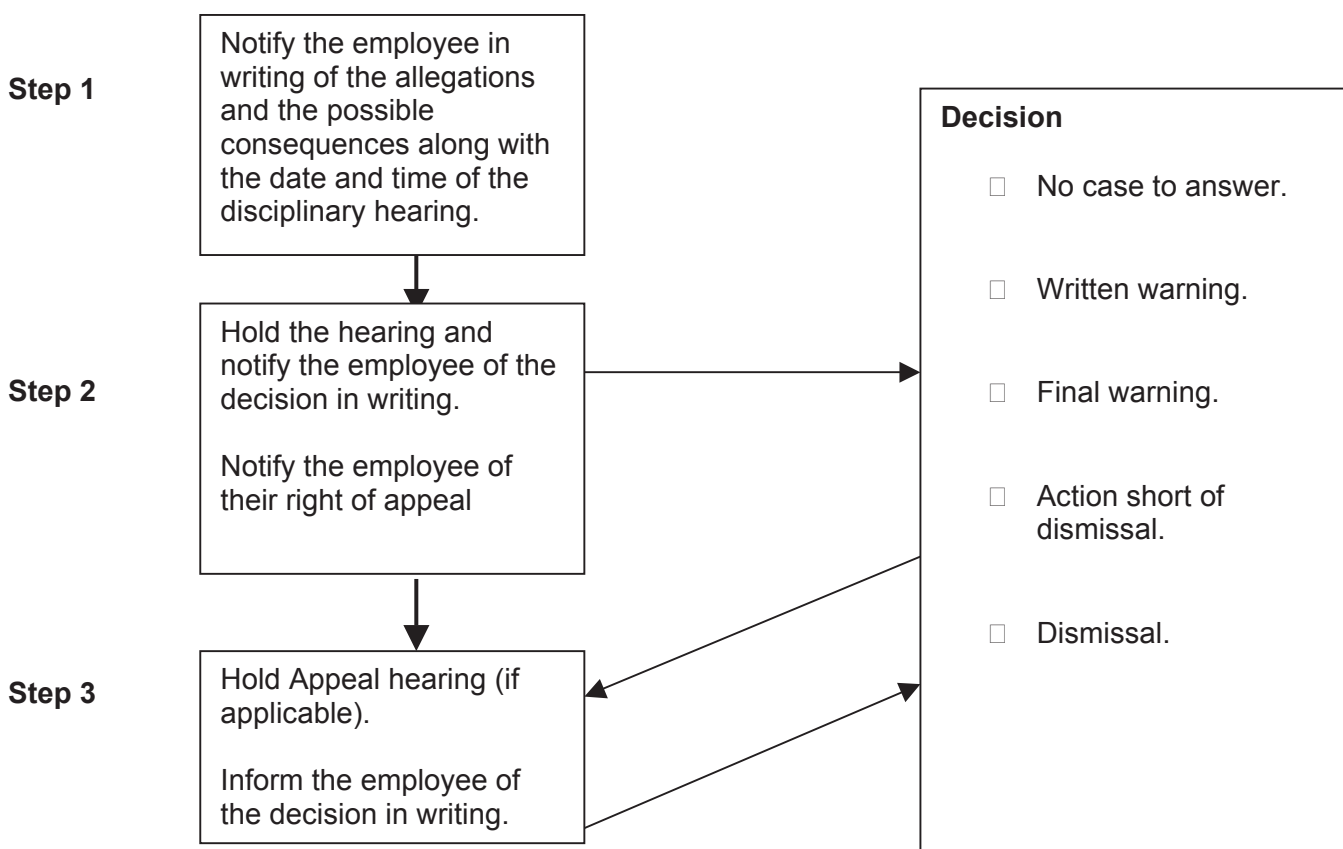 Step 1
Notify the employee in
writing of the allegations
and the possible
consequences along with
the date and time of the
disciplinary hearing.
Step 2
Hold the hearing and
notify the employee of the
decision in writing.
Notify the employee of
their right of appeal
Step 3
Hold Appeal hearing (if
applicable).
Inform the employee of
the decision in writing.
Decision
No case to answer.
Written warning.
Final warning.
Action short of
dismissal.
Dismissal.